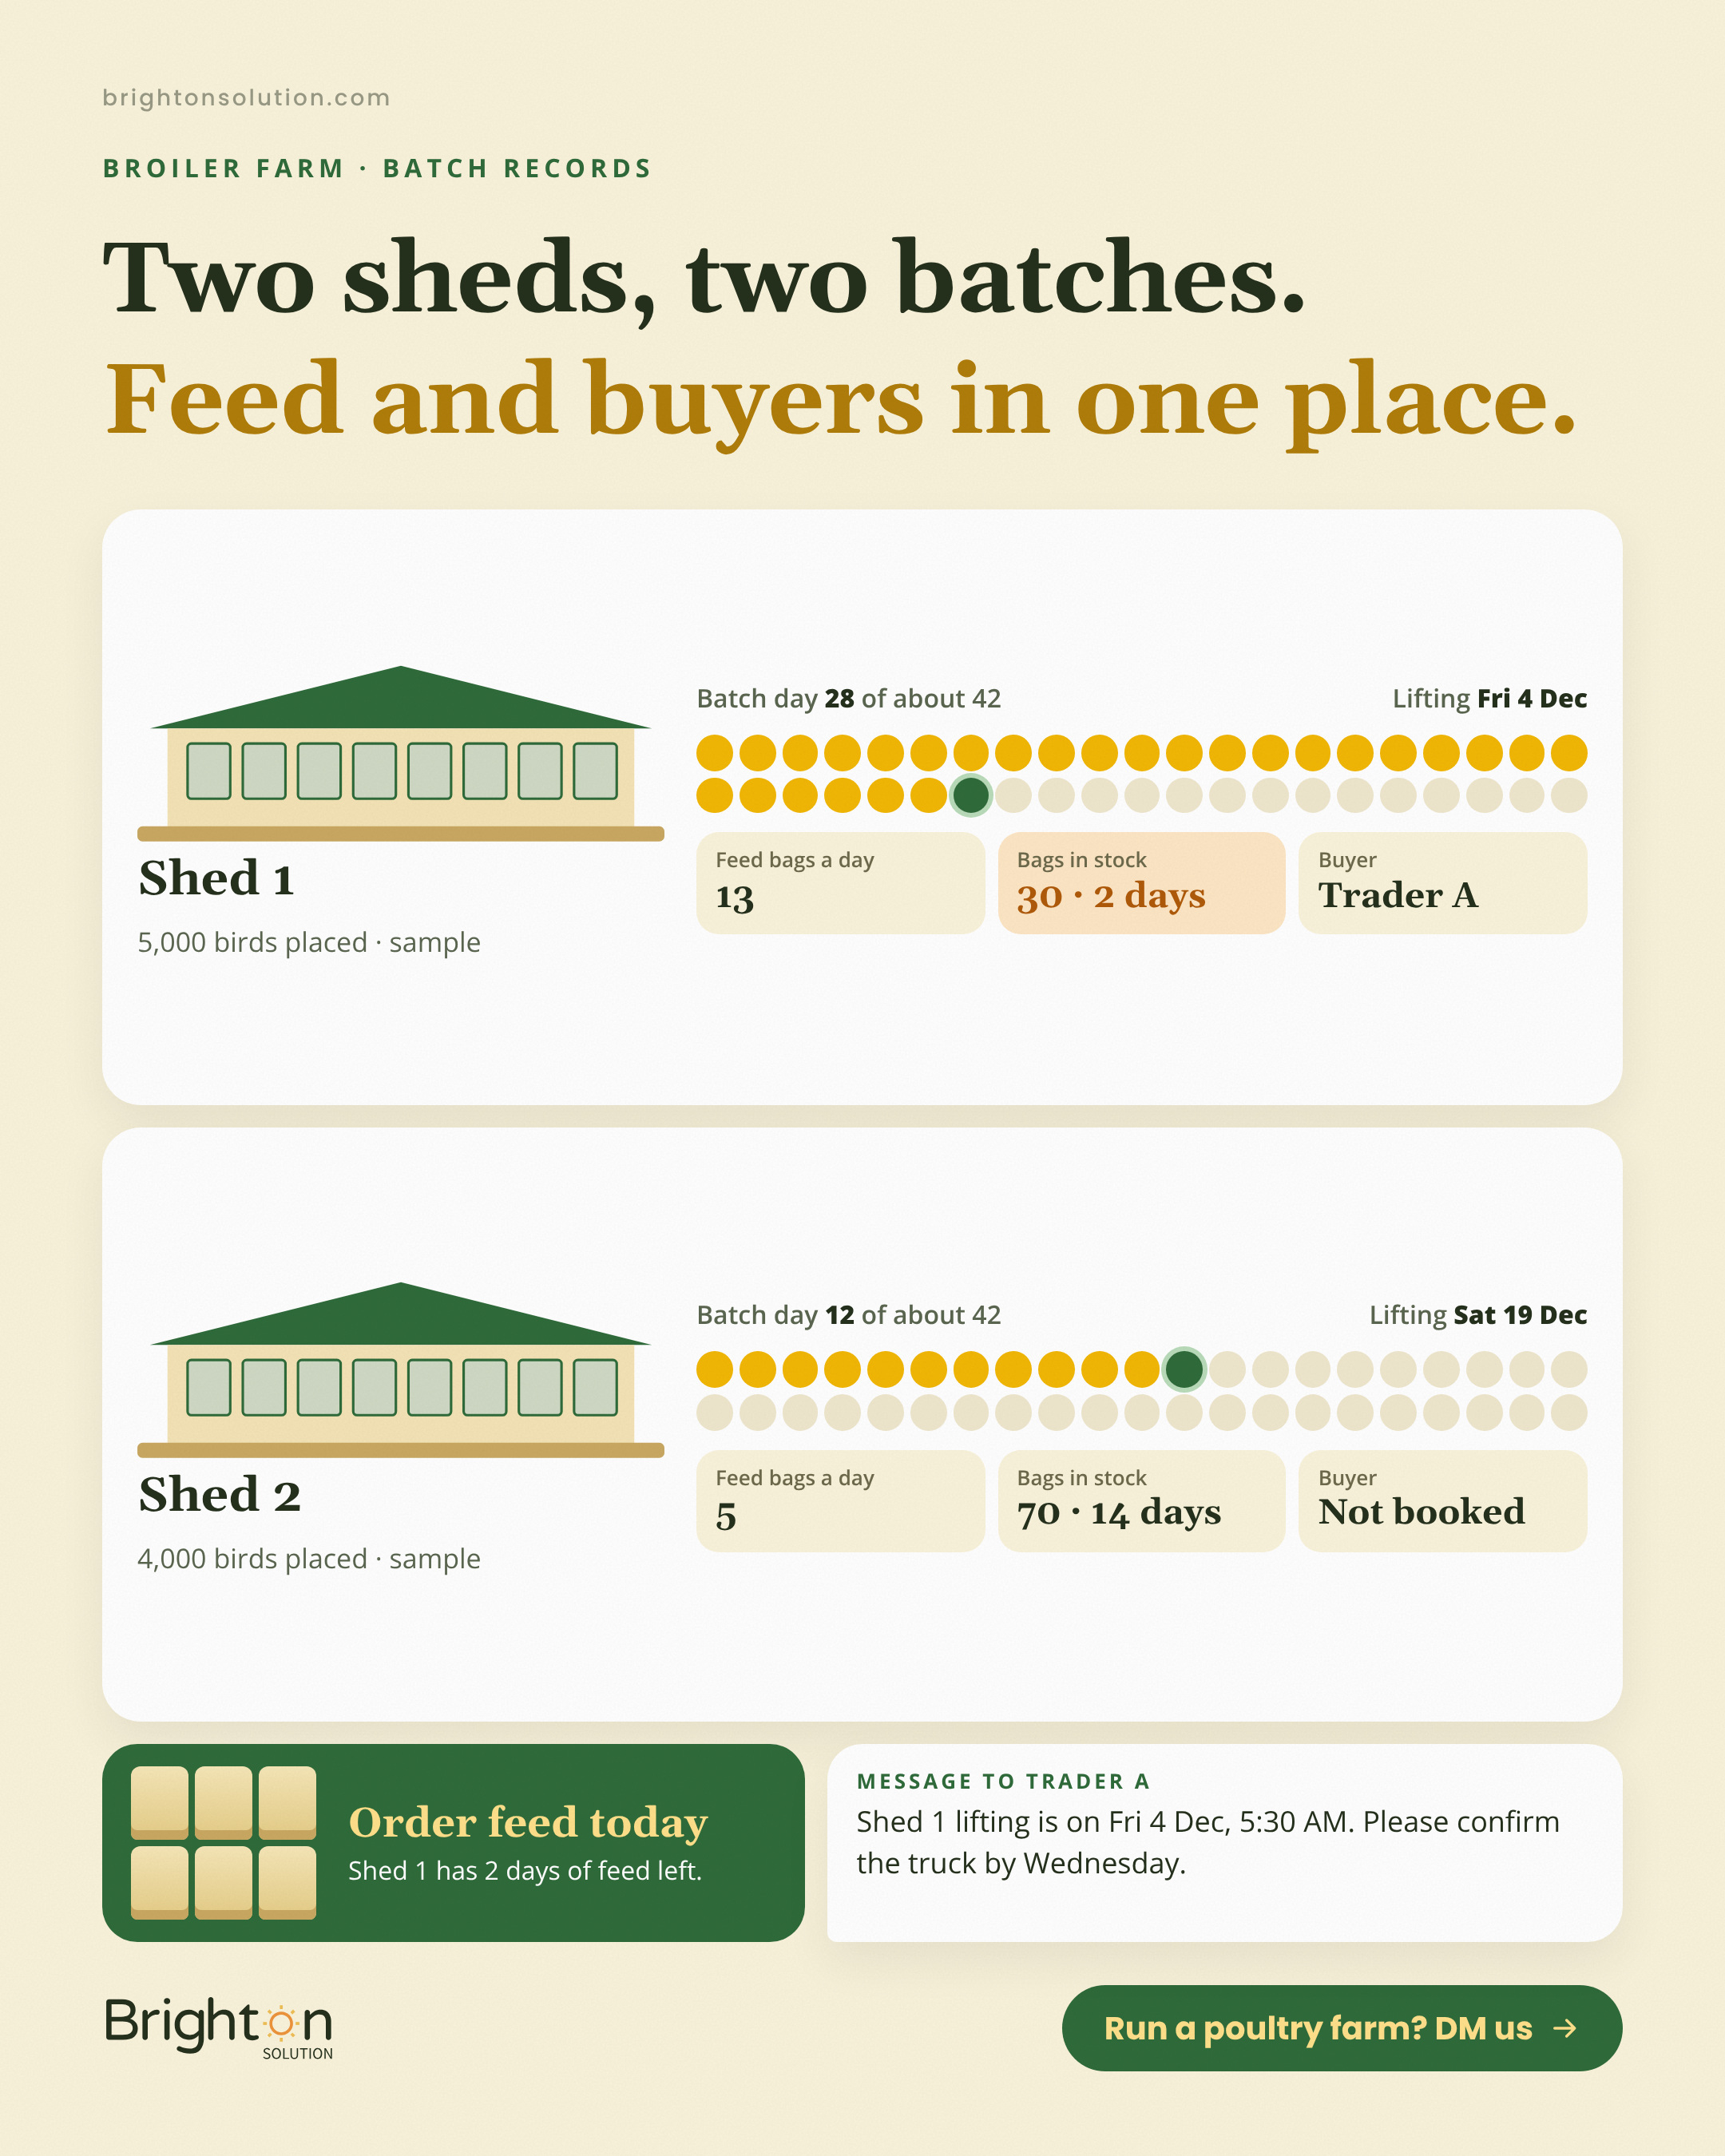 brightonsolution.com
BROILER FARM · BATCH RECORDS
Two sheds, two batches.
Feed and buyers in one place.
Shed 1
5,000 birds placed · sample
Batch day 28 of about 42
Lifting Fri 4 Dec
Feed bags a day
13
Bags in stock
30 · 2 days
Buyer
Trader A
Shed 2
4,000 birds placed · sample
Batch day 12 of about 42
Lifting Sat 19 Dec
Feed bags a day
5
Bags in stock
70 · 14 days
Buyer
Not booked
Order feed today
Shed 1 has 2 days of feed left.
MESSAGE TO TRADER A
Shed 1 lifting is on Fri 4 Dec, 5:30 AM. Please confirm
the truck by Wednesday.
Brighton
SOLUTION
Run a poultry farm? DM us →